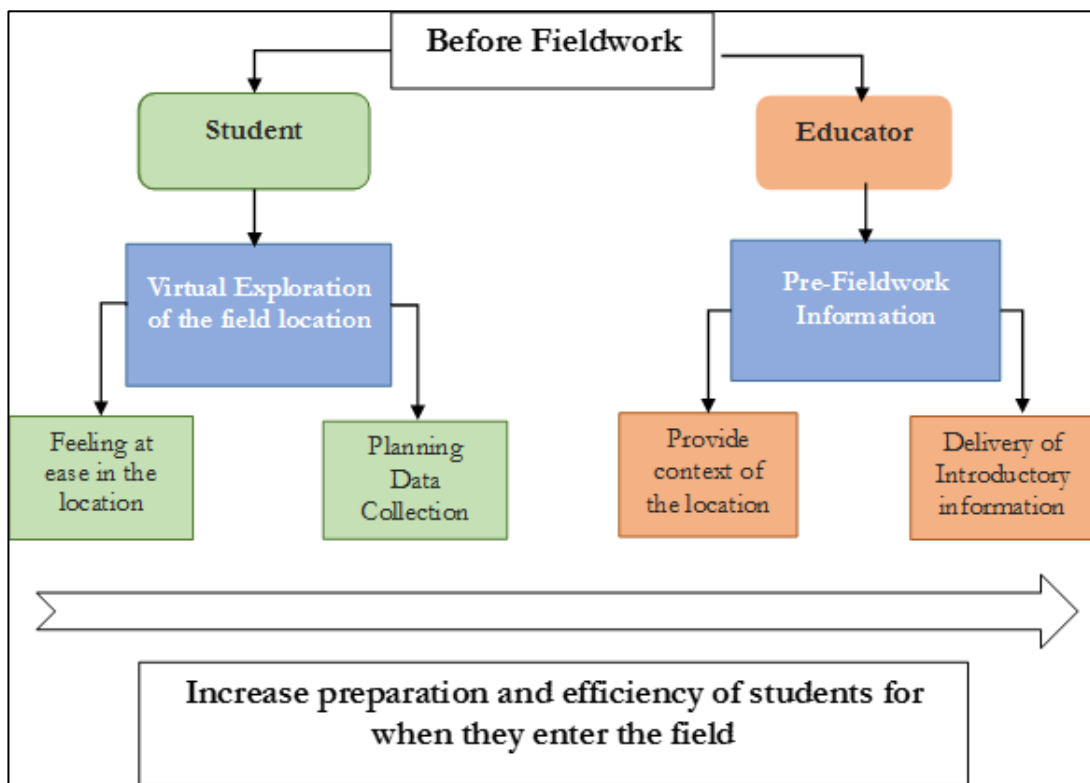 Before Fieldwork
Student
Educator
Virtual Exploration
of the field location
Pre-Fieldwork
Information
Feeling at
ease in the
location
Planning
Data
Collection
Provide
context of
the location
Delivery of
Introductory
information
Increase preparation and efficiency of students for
when they enter the field